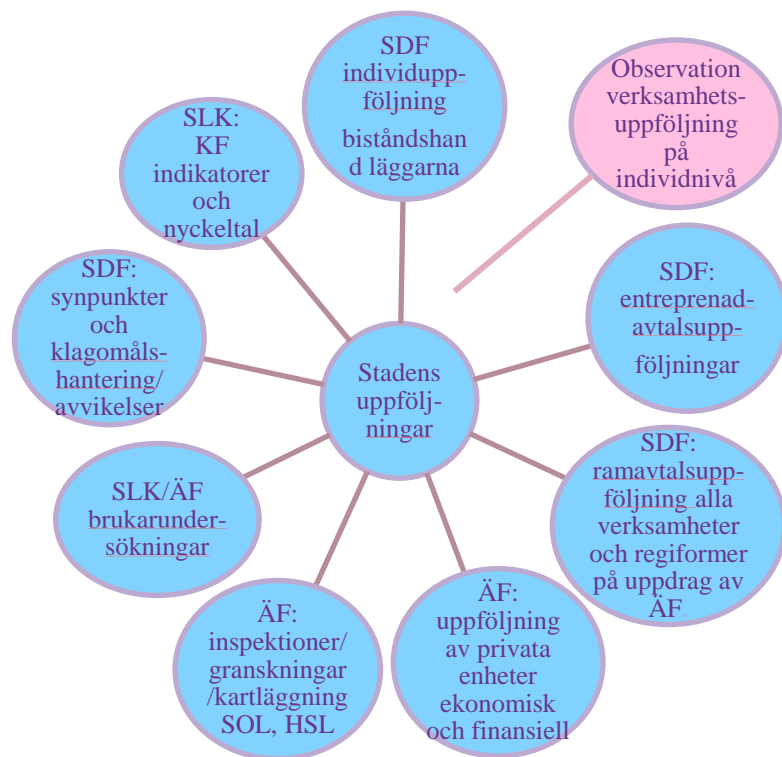 SDF
individupp-
följning
biståndshan
d läggarna
Observation
verksamhets-
uppföljning
på
individnivå
SLK:
KF
indikatorer
och
nyckeltal
SDF:
synpunkter
och
klagomåls-
hantering/
avvikelser
SDF:
entreprenad-
avtalsupp-
följningar
Stadens
uppfölj-
ningar
SLK/ÄF
brukarunder-
sökningar
SDF:
ramavtalsupp-
följning alla
verksamheter
och regiformer
på uppdrag av
ÄF
ÄF:
inspektioner/
granskningar
/kartläggning
SOL, HSL
ÄF:
uppföljning
av privata
enheter
ekonomisk
och finansiell